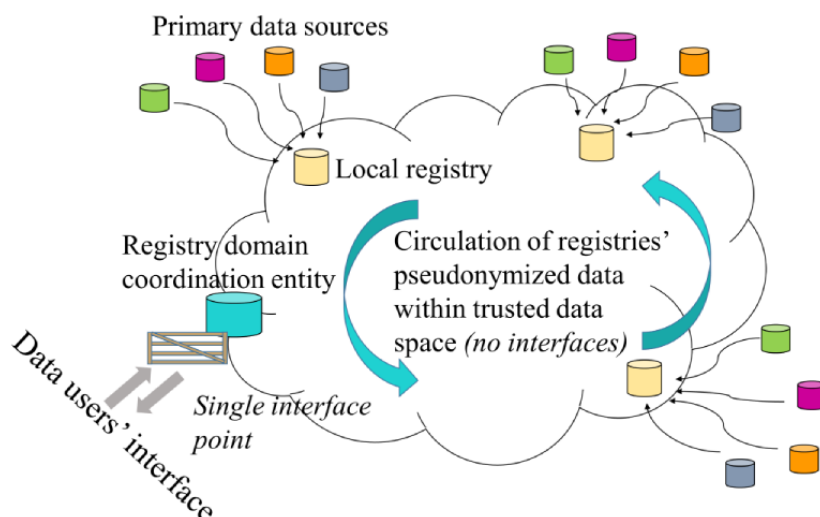 Primary data sources
Local registry
Registry domain
coordination entity
Circulation of registries’
pseudonymized data
within trusted data
space (no interfaces)
Single interface
point
Data users’ interface